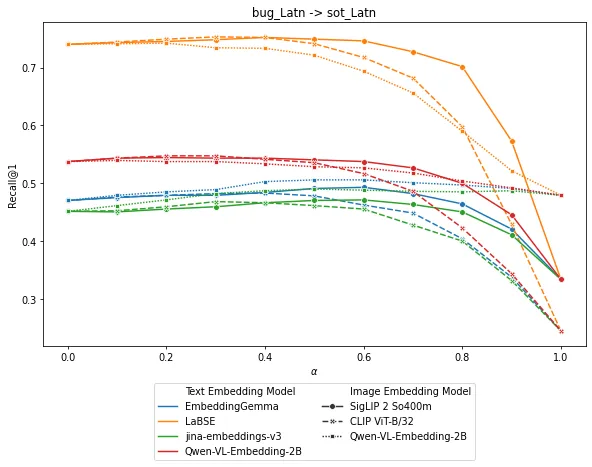 bug_Latn -> sot_Latn
Recall@1
0.7
0.6
0.5
0.4
0.3
0.0 0.2 0.4 0.6 0.8 1.0
α
Text Embedding Model Image Embedding Model
EmbeddingGemma SigLIP 2 So400m
LaBSE CLIP ViT-B/32
jina-embeddings-v3 Qwen-VL-Embedding-2B
Qwen-VL-Embedding-2B